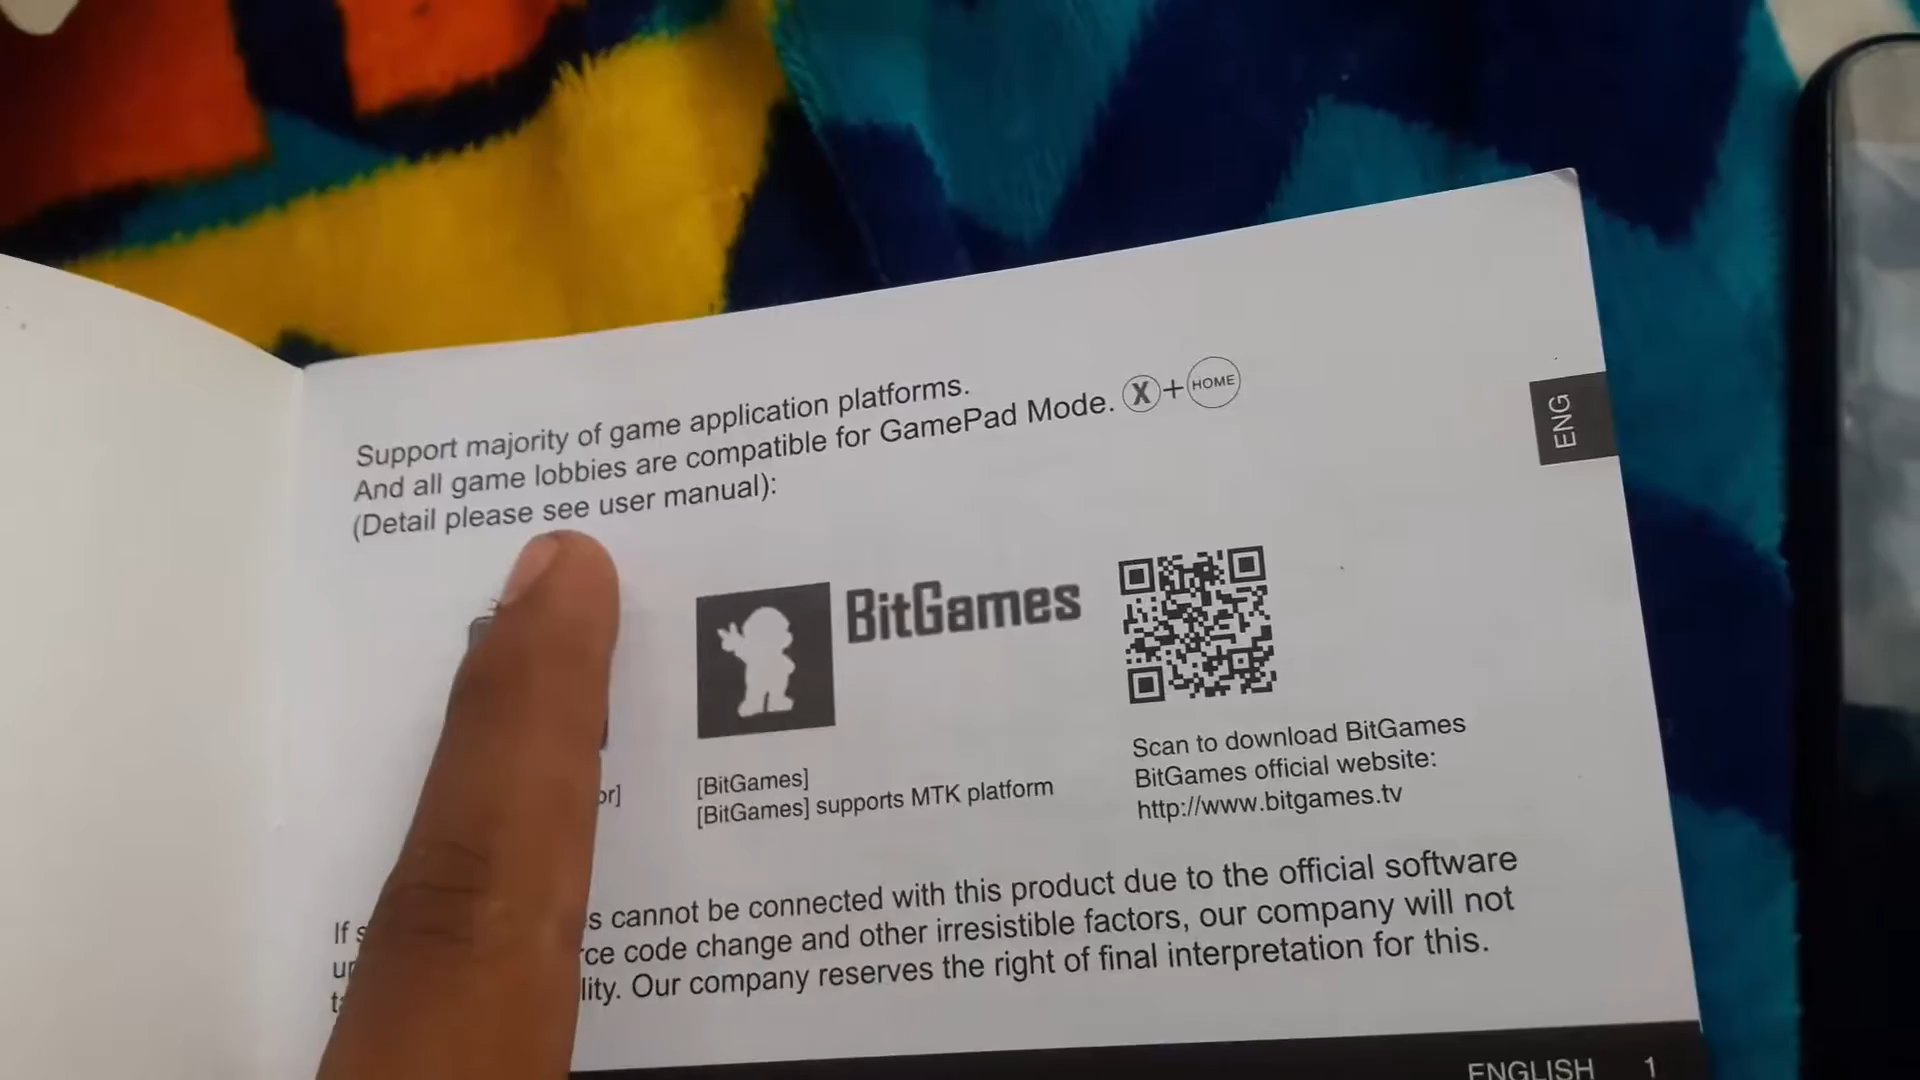 Support majority of game application platforms.
And all game lobbies are compatible for GamePad Mode. X + HOME
(Detail please see user manual):
ENG
BitGames
[BitGames]
[BitGames] supports MTK platform
Scan to download BitGames
BitGames official website:
http://www.bitgames.tv
If cannot be connected with this product due to the official software
code change and other irresistible factors, our company will not
Our company reserves the right of final interpretation for this.
ENGLISH 1